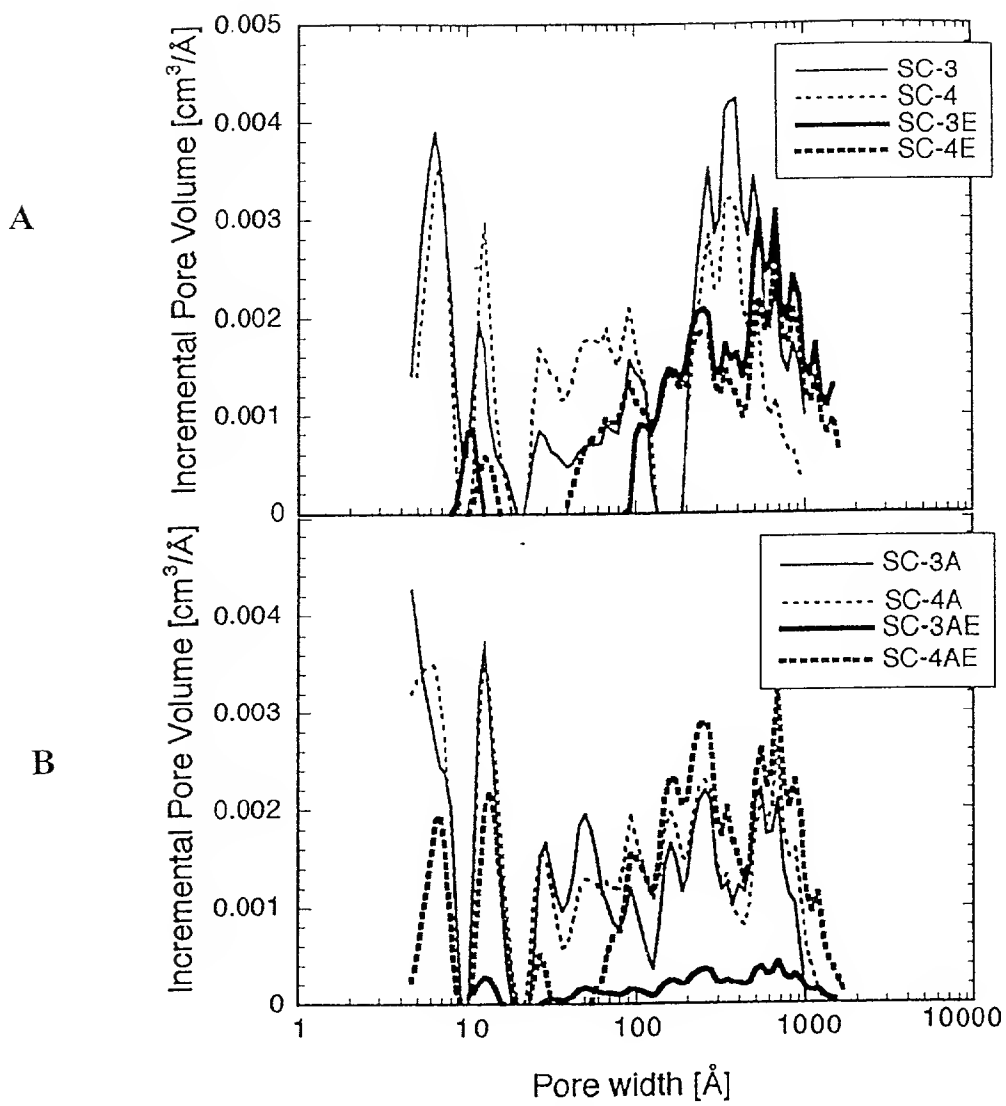 A
Incremental Pore Volume [cm³/Å]
0.005
0.004
0.003
0.002
0.001
0
SC-3
SC-4
SC-3E
SC-4E
B
Incremental Pore Volume [cm³/Å]
0.004
0.003
0.002
0.001
0
SC-3A
SC-4A
SC-3AE
SC-4AE
1
10
100
1000
10000
Pore width [Å]